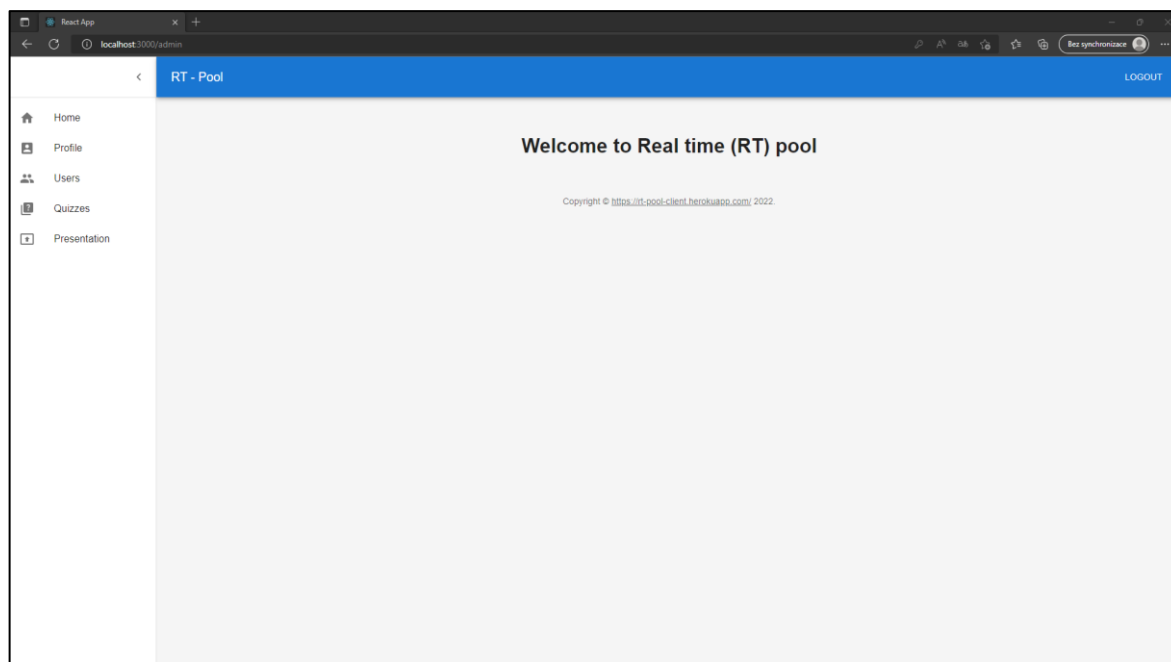 React App
localhost:3000/admin
Bez synchronizace
RT - Pool
LOGOUT
Home
Profile
Users
Quizzes
Presentation
Welcome to Real time (RT) pool
Copyright © https://rt-pool-client.herokuapp.com/ 2022.